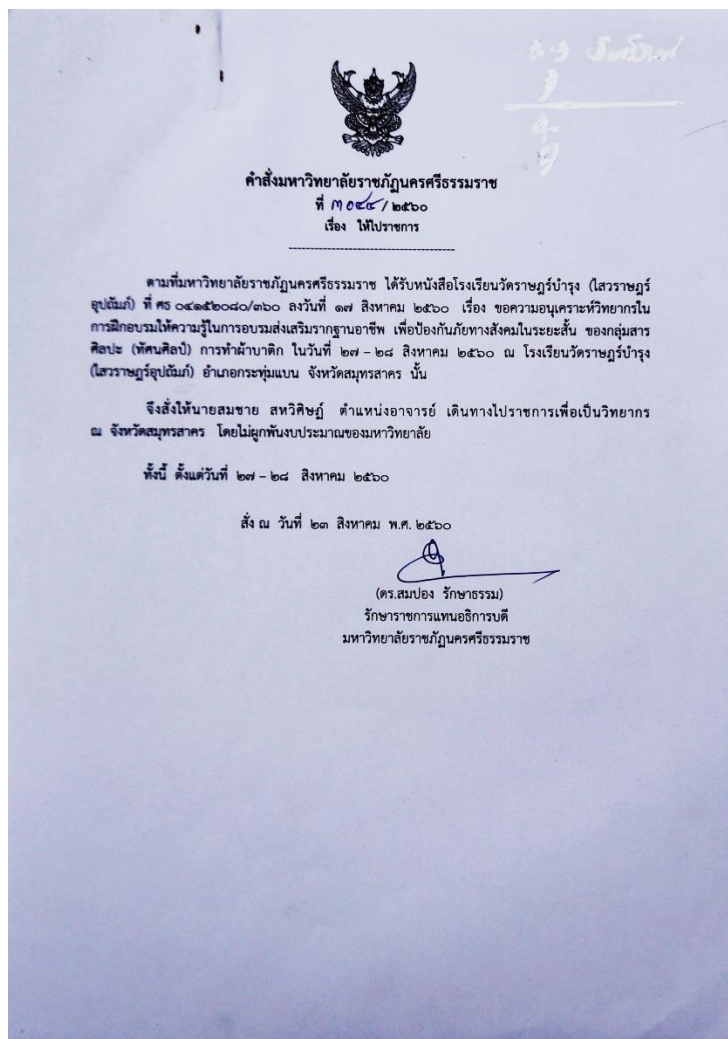 คำสั่งมหาวิทยาลัยราชภัฏนครศรีธรรมราช
ที่ ๓๐๔๔/๒๕๖๐
เรื่อง ให้ไปราชการ
ตามที่มหาวิทยาลัยราชภัฏนครศรีธรรมราช ได้รับหนังสือโรงเรียนวัดราษฎร์บำรุง (ไสวราษฎร์
อุปถัมภ์) ที่ ศธ ๐๔๑๕๒๐๘๐/๓๖๐ ลงวันที่ ๑๗ สิงหาคม ๒๕๖๐ เรื่อง ขอความอนุเคราะห์วิทยากรใน
การฝึกอบรมให้ความรู้ในการอบรมส่งเสริมรากฐานอาชีพ เพื่อป้องกันภัยทางสังคมในระยะสั้น ของกลุ่มสาร
ศิลปะ (ทัศนศิลป์) การทำผ้าบาติก ในวันที่ ๒๗ – ๒๘ สิงหาคม ๒๕๖๐ ณ โรงเรียนวัดราษฎร์บำรุง
(ไสวราษฎร์อุปถัมภ์) อำเภอกระทุ่มแบน จังหวัดสมุทรสาคร นั้น
จึงสั่งให้นายสมชาย สหวิศิษฏ์ ตำแหน่งอาจารย์ เดินทางไปราชการเพื่อเป็นวิทยากร
ณ จังหวัดสมุทรสาคร โดยไม่ผูกพันงบประมาณของมหาวิทยาลัย
ทั้งนี้ ตั้งแต่วันที่ ๒๗ – ๒๘ สิงหาคม ๒๕๖๐
สั่ง ณ วันที่ ๒๓ สิงหาคม พ.ศ. ๒๕๖๐
(ดร.สมปอง รักษาธรรม)
รักษาราชการแทนอธิการบดี
มหาวิทยาลัยราชภัฏนครศรีธรรมราช